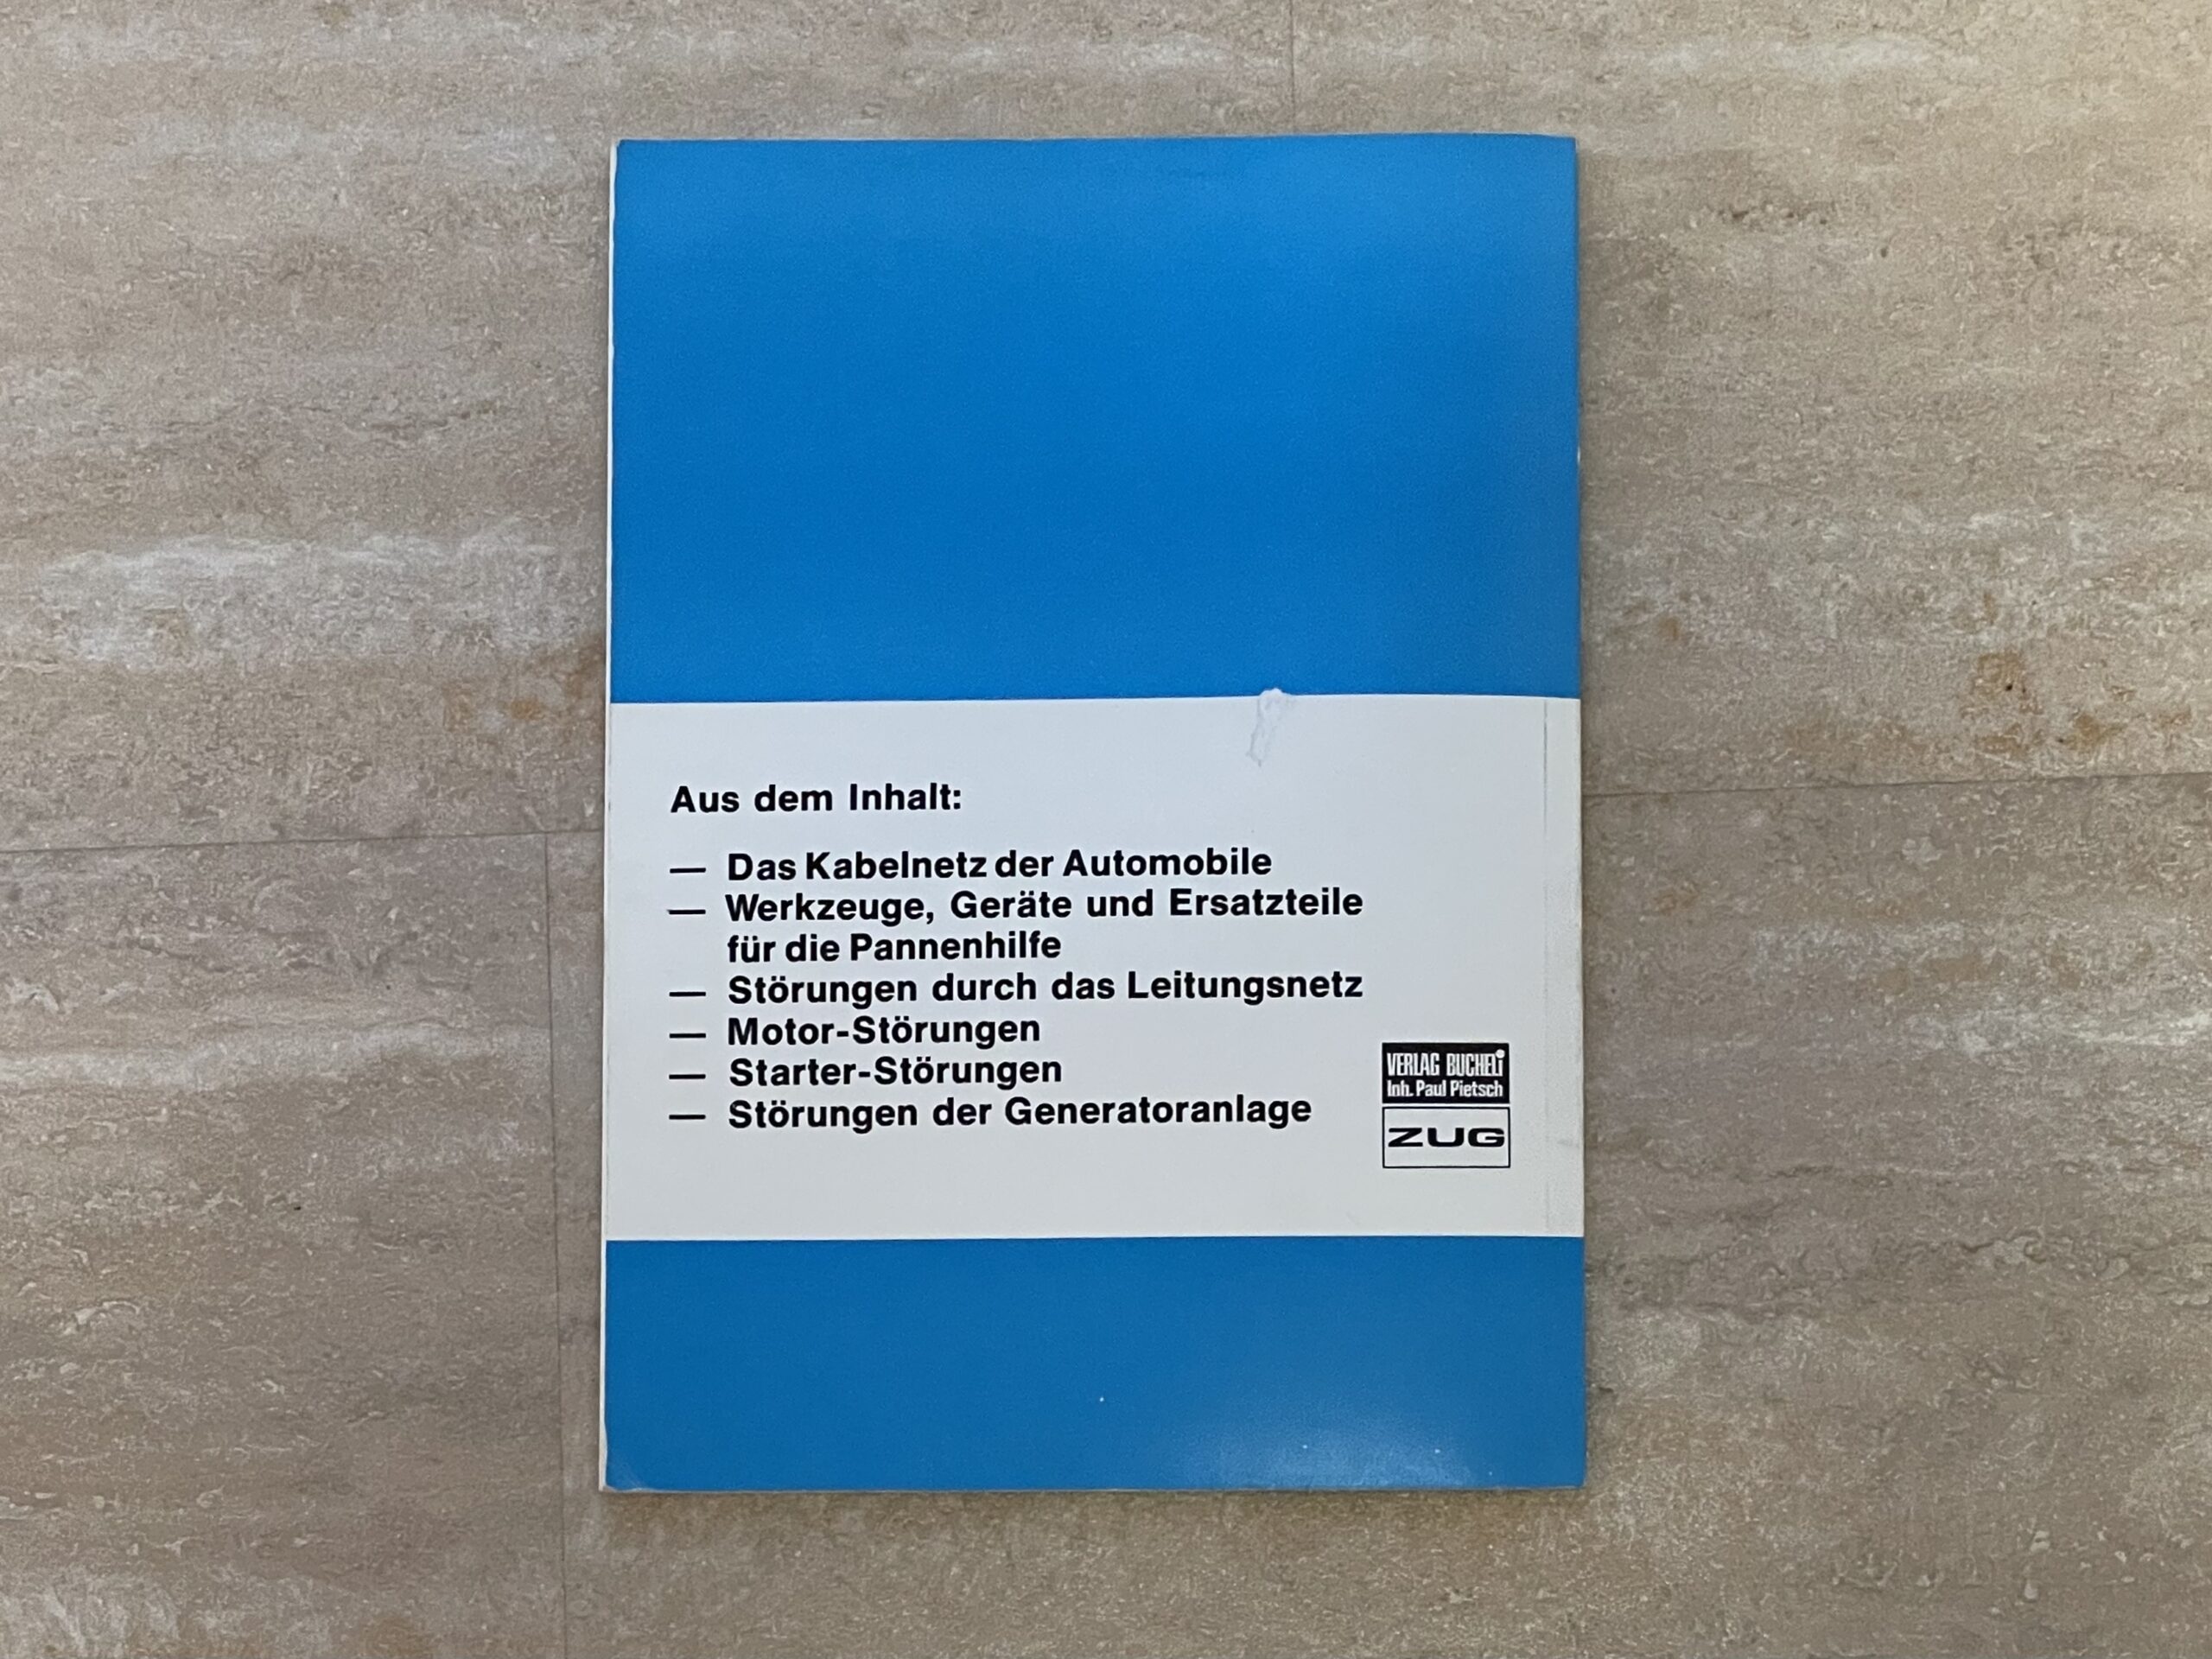 Aus dem Inhalt:
— Das Kabelnetz der Automobile
— Werkzeuge, Geräte und Ersatzteile
für die Pannenhilfe
— Störungen durch das Leitungsnetz
— Motor-Störungen
— Starter-Störungen
— Störungen der Generatoranlage
VERLAG BUCHELI
Inh. Paul Pietsch
ZUG